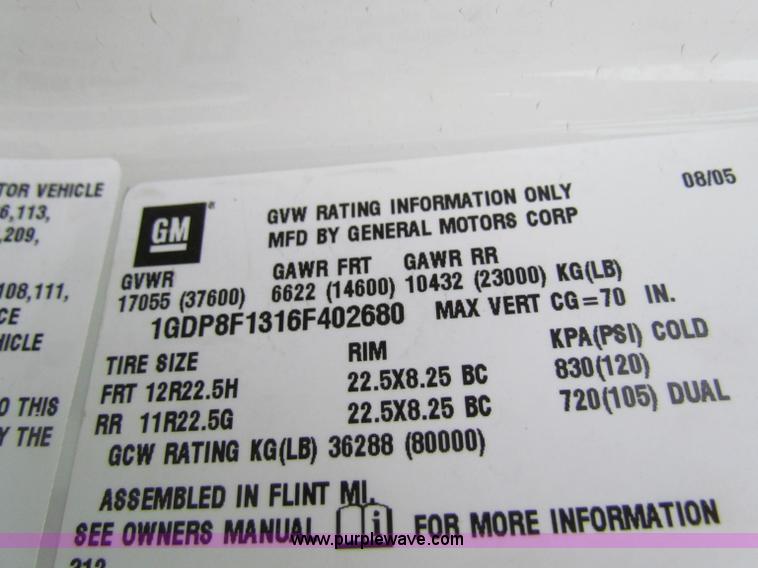 TOR VEHICLE
6,113,
,209,
108,111,
CE
HICLE
O THIS
Y THE
08/05
GM
GVW RATING INFORMATION ONLY
MFD BY GENERAL MOTORS CORP
GVWR GAWR FRT GAWR RR
17055 (37600) 6622 (14600) 10432 (23000) KG(LB)
1GDP8F1316F402680 MAX VERT CG=70 IN.
TIRE SIZE RIM KPA(PSI) COLD
FRT 12R22.5H 22.5X8.25 BC 830(120)
RR 11R22.5G 22.5X8.25 BC 720(105) DUAL
GCW RATING KG(LB) 36288 (80000)
ASSEMBLED IN FLINT MI.
SEE OWNERS MANUAL i FOR MORE INFORMATION
www.purplewave.com